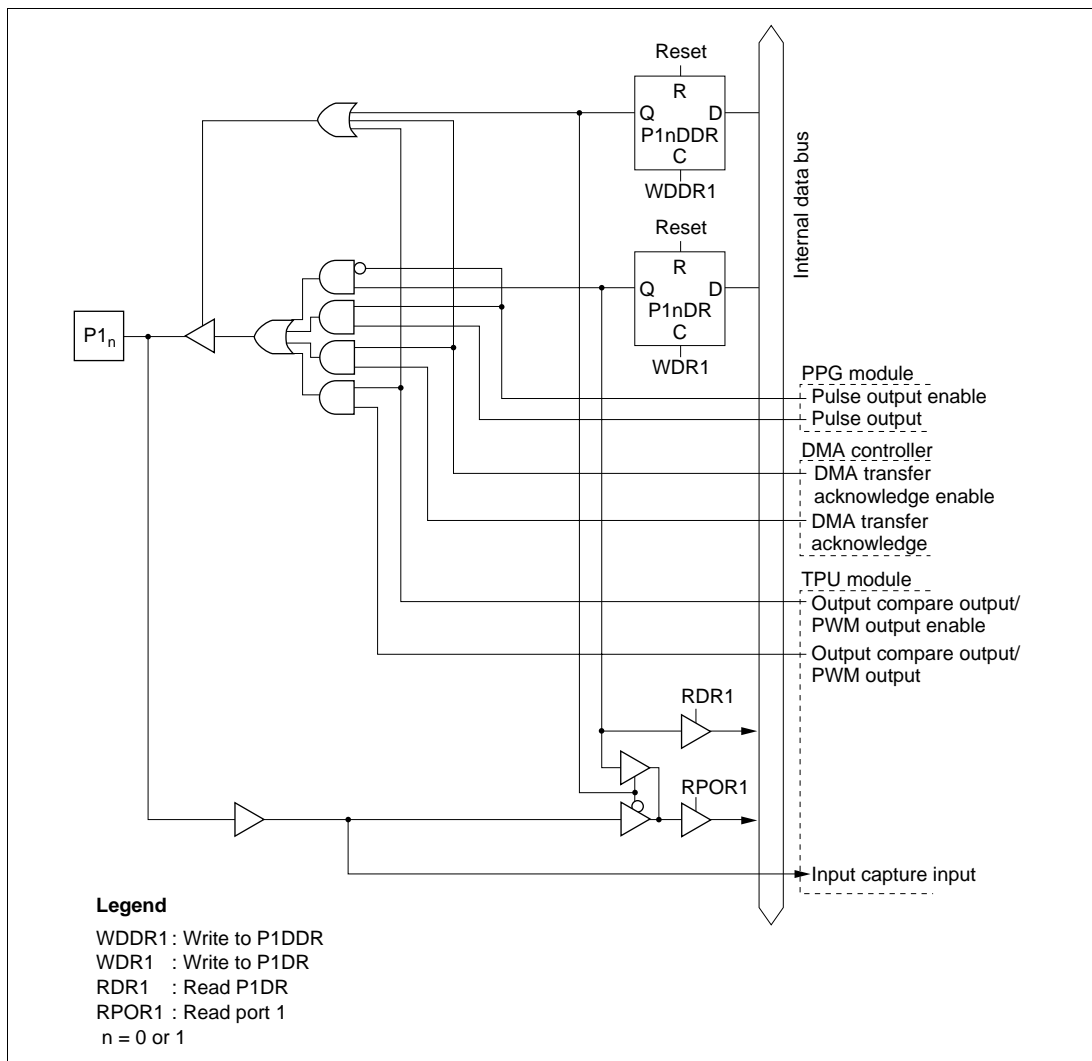 Reset
R
Q D
P1nDDR
C
WDDR1
Reset
R
Q D
P1nDR
C
WDR1
Internal data bus
P1n
PPG module
Pulse output enable
Pulse output
DMA controller
DMA transfer
acknowledge enable
DMA transfer
acknowledge
TPU module
Output compare output/
PWM output enable
Output compare output/
PWM output
RDR1
RPOR1
Input capture input
Legend
WDDR1 : Write to P1DDR
WDR1 : Write to P1DR
RDR1 : Read P1DR
RPOR1 : Read port 1
n = 0 or 1